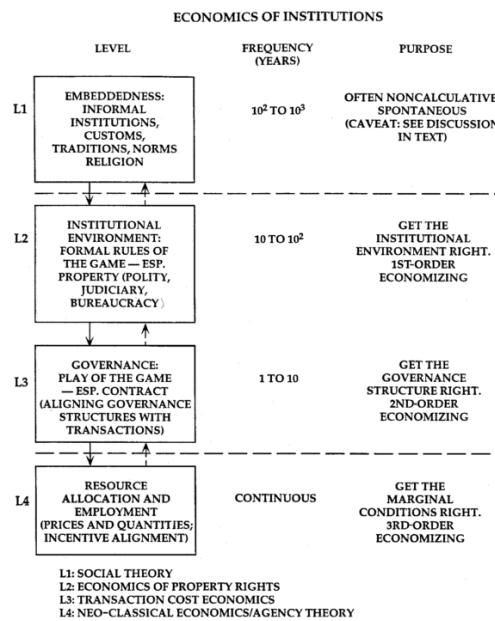 ECONOMICS OF INSTITUTIONS
LEVEL
FREQUENCY
(YEARS)
PURPOSE
L1
EMBEDDEDNESS:
INFORMAL
INSTITUTIONS,
CUSTOMS,
TRADITIONS, NORMS
RELIGION
10² TO 10³
OFTEN NONCALCULATIVE
SPONTANEOUS
(CAVEAT: SEE DISCUSSION
IN TEXT)
L2
INSTITUTIONAL
ENVIRONMENT:
FORMAL RULES OF
THE GAME — ESP.
PROPERTY (POLITY,
JUDICIARY,
BUREAUCRACY)
10 TO 10²
GET THE
INSTITUTIONAL
ENVIRONMENT RIGHT.
1ST-ORDER
ECONOMIZING
L3
GOVERNANCE:
PLAY OF THE GAME
— ESP. CONTRACT
(ALIGNING GOVERNANCE
STRUCTURES WITH
TRANSACTIONS)
1 TO 10
GET THE
GOVERNANCE
STRUCTURE RIGHT.
2ND-ORDER
ECONOMIZING
L4
RESOURCE
ALLOCATION AND
EMPLOYMENT
(PRICES AND QUANTITIES;
INCENTIVE ALIGNMENT)
CONTINUOUS
GET THE
MARGINAL
CONDITIONS RIGHT.
3RD-ORDER
ECONOMIZING
L1: SOCIAL THEORY
L2: ECONOMICS OF PROPERTY RIGHTS
L3: TRANSACTION COST ECONOMICS
L4: NEO-CLASSICAL ECONOMICS/AGENCY THEORY